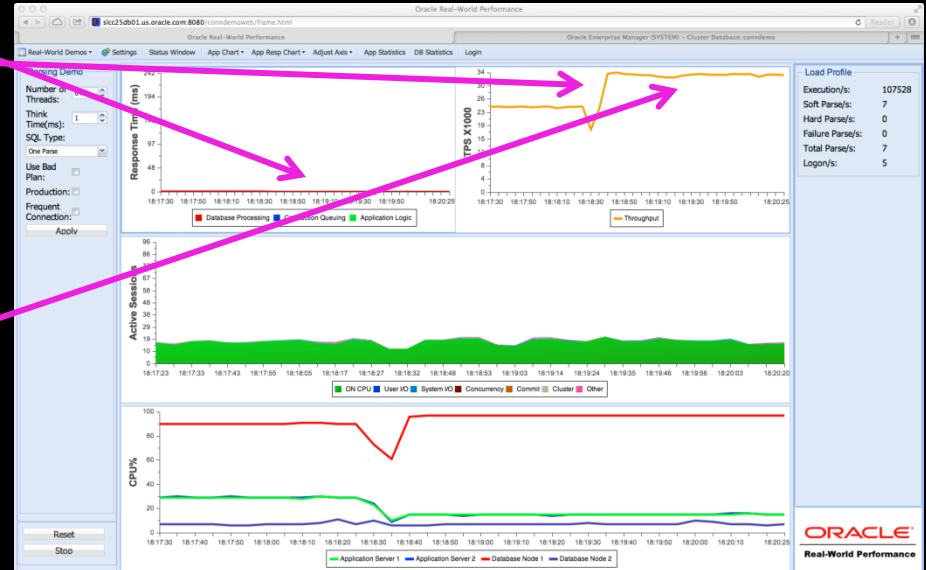 Oracle Real-World Performance
slcc25db01.us.oracle.com:8080/conndemoweb/frame.html
Reader
Oracle Real-World Performance
Oracle Enterprise Manager (SYSTEM) – Cluster Database: conndemo
Real-World Demos
Settings
Status Window
App Chart
App Resp Chart
Adjust Axis
App Statistics
DB Statistics
Login
Parsing Demo
Number of
Threads:
Think
Time(ms):
1
SQL Type:
One Parse
Use Bad
Plan:
Production:
Frequent
Connection:
Apply
Reset
Stop
Response Time (ms)
242
194
97
48
0
18:17:30 18:17:50 18:18:10 18:18:30 18:18:50 18:19:10 18:19:30 18:19:50 18:20:25
Database Processing
Connection Queuing
Application Logic
TPS X1000
34
30
26
23
19
15
8
4
0
18:17:30 18:17:50 18:18:10 18:18:30 18:18:50 18:19:10 18:19:30 18:19:50 18:20:25
Throughput
Load Profile
Execution/s: 107528
Soft Parse/s: 7
Hard Parse/s: 0
Failure Parse/s: 0
Total Parse/s: 7
Logon/s: 5
Active Sessions
96
86
67
58
48
38
29
19
10
0
18:17:23 18:17:33 18:17:43 18:17:55 18:18:05 18:18:17 18:18:27 18:18:32 18:18:48 18:18:53 18:19:03 18:19:14 18:19:24 18:19:35 18:19:46 18:19:56 18:20:03 18:20:20
ON CPU
User I/O
System I/O
Concurrency
Commit
Cluster
Other
CPU%
100
80
60
40
20
0
18:17:30 18:17:40 18:17:50 18:18:00 18:18:10 18:18:20 18:18:30 18:18:40 18:18:50 18:19:00 18:19:10 18:19:20 18:19:30 18:19:40 18:19:50 18:20:00 18:20:10 18:20:25
Application Server 1
Application Server 2
Database Node 1
Database Node 2
ORACLE
Real-World Performance